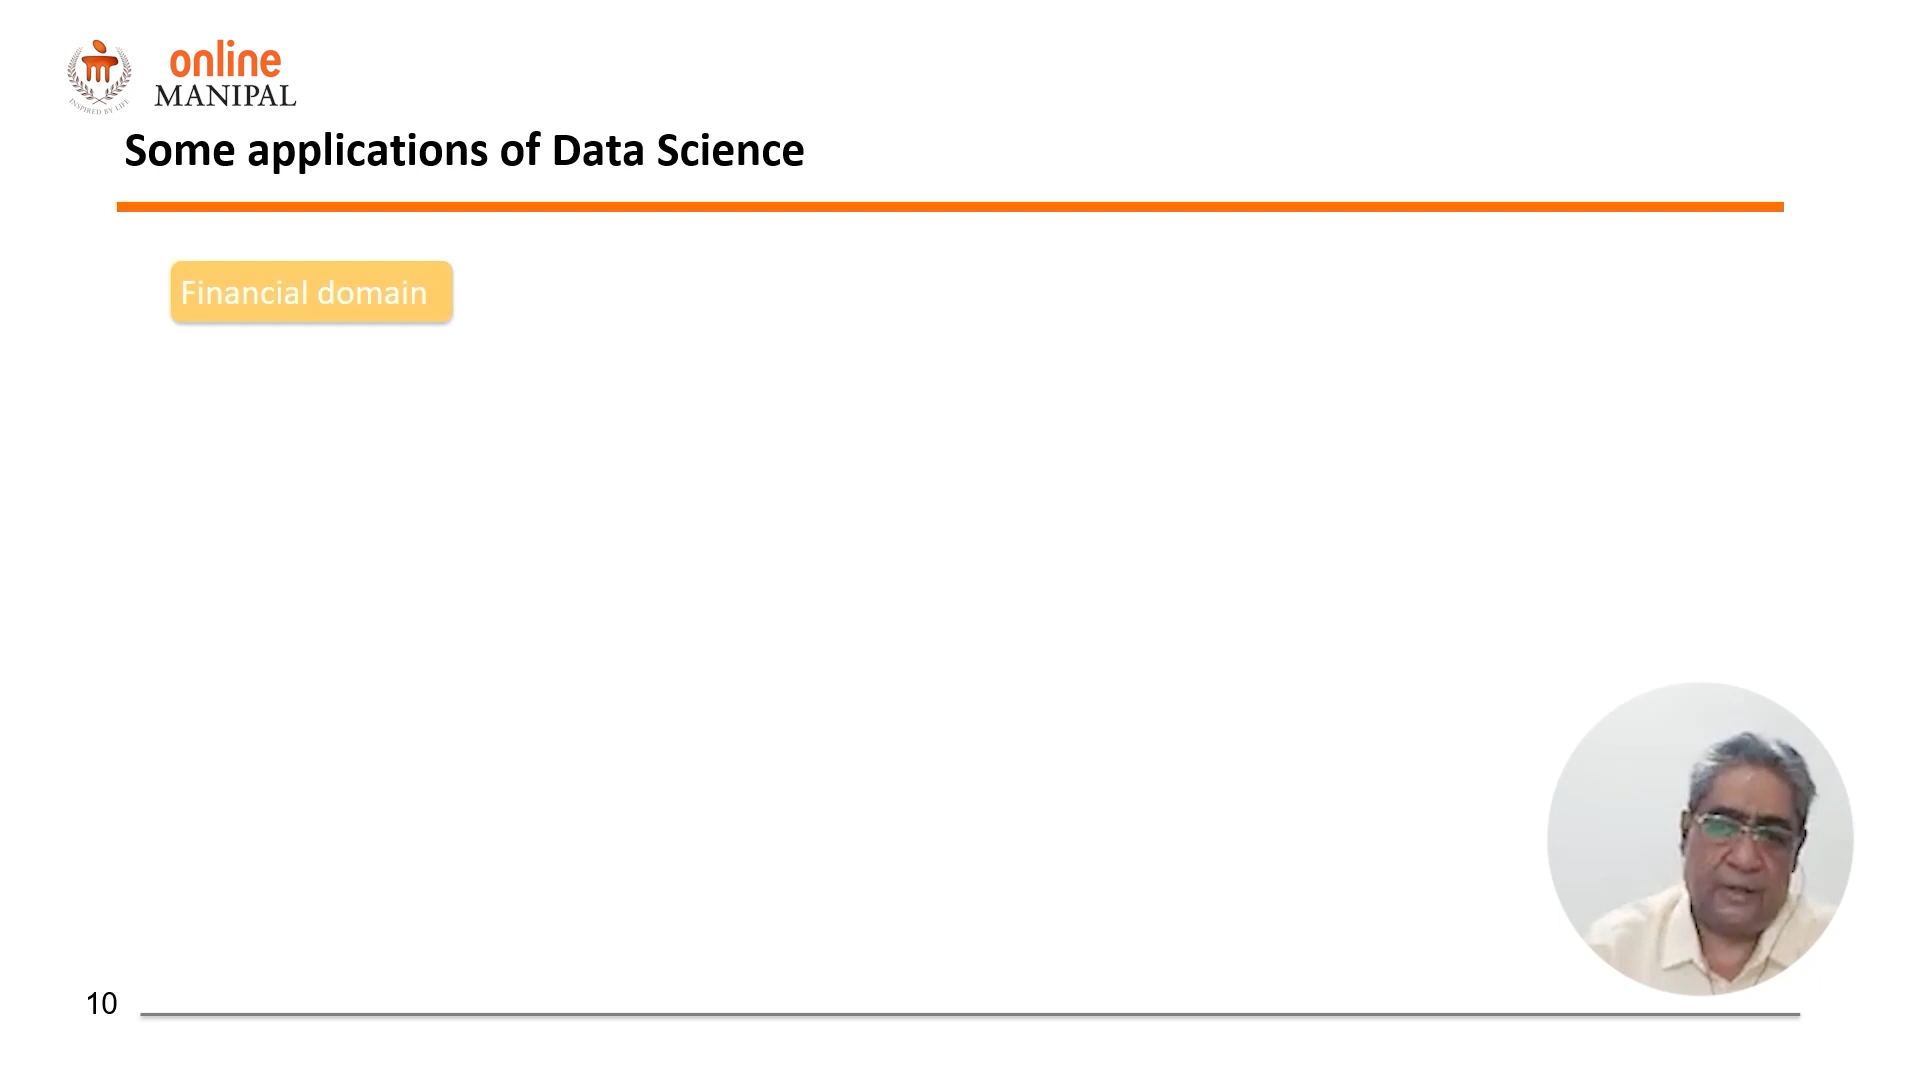 online
MANIPAL
INSPIRED BY LIFE
Some applications of Data Science
Financial domain
10